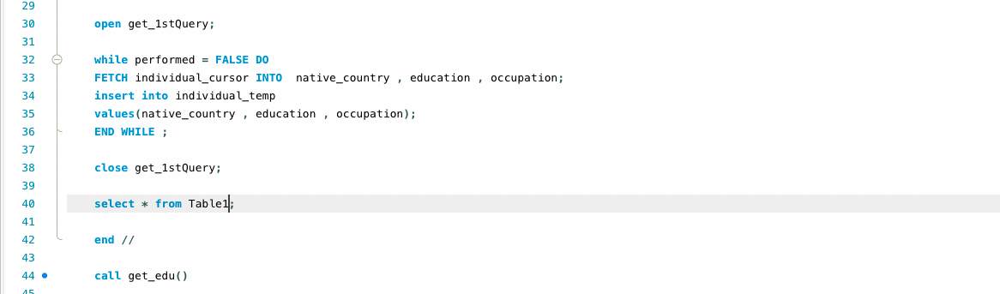 29
30 open get_1stQuery;
31
32 while performed = FALSE DO
33 FETCH individual_cursor INTO  native_country , education , occupation;
34 insert into individual_temp
35 values(native_country , education , occupation);
36 END WHILE ;
37
38 close get_1stQuery;
39
40 select * from Table1;
41
42 end //
43
44 call get_edu()
45